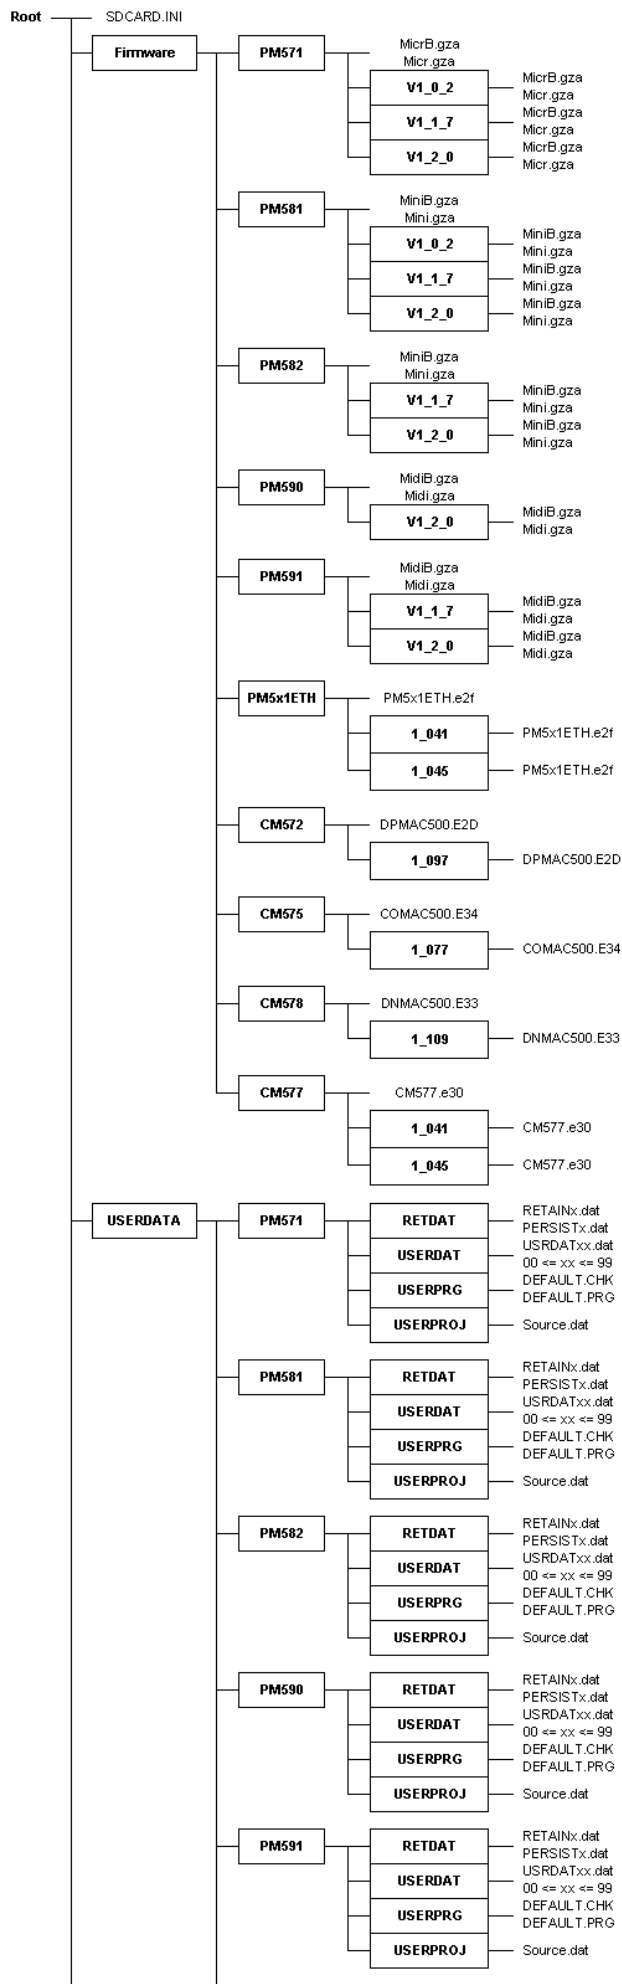 Root
SDCARD.INI
Firmware
PM571
MicrB.gza
Micr.gza
V1_0_2
MicrB.gza
Micr.gza
V1_1_7
MicrB.gza
Micr.gza
V1_2_0
MicrB.gza
Micr.gza
PM581
MiniB.gza
Mini.gza
V1_0_2
MiniB.gza
Mini.gza
V1_1_7
MiniB.gza
Mini.gza
V1_2_0
MiniB.gza
Mini.gza
PM582
MiniB.gza
Mini.gza
V1_1_7
MiniB.gza
Mini.gza
V1_2_0
MiniB.gza
Mini.gza
PM590
MidiB.gza
Midi.gza
V1_2_0
MidiB.gza
Midi.gza
PM591
MidiB.gza
Midi.gza
V1_1_7
MidiB.gza
Midi.gza
V1_2_0
MidiB.gza
Midi.gza
PM5x1ETH
PM5x1ETH.e2f
1_041
PM5x1ETH.e2f
1_045
PM5x1ETH.e2f
CM572
DPMAC500.E2D
1_097
DPMAC500.E2D
CM575
COMAC500.E34
1_077
COMAC500.E34
CM578
DNMAC500.E33
1_109
DNMAC500.E33
CM577
CM577.e30
1_041
CM577.e30
1_045
CM577.e30
USERDATA
PM571
RETDAT
RETAINx.dat
PERSISTx.dat
USERDAT
USRDATxx.dat
00 <= xx <= 99
USERPRG
DEFAULT.CHK
DEFAULT.PRG
USERPROJ
Source.dat
PM581
RETDAT
RETAINx.dat
PERSISTx.dat
USERDAT
USRDATxx.dat
00 <= xx <= 99
USERPRG
DEFAULT.CHK
DEFAULT.PRG
USERPROJ
Source.dat
PM582
RETDAT
RETAINx.dat
PERSISTx.dat
USERDAT
USRDATxx.dat
00 <= xx <= 99
USERPRG
DEFAULT.CHK
DEFAULT.PRG
USERPROJ
Source.dat
PM590
RETDAT
RETAINx.dat
PERSISTx.dat
USERDAT
USRDATxx.dat
00 <= xx <= 99
USERPRG
DEFAULT.CHK
DEFAULT.PRG
USERPROJ
Source.dat
PM591
RETDAT
RETAINx.dat
PERSISTx.dat
USERDAT
USRDATxx.dat
00 <= xx <= 99
USERPRG
DEFAULT.CHK
DEFAULT.PRG
USERPROJ
Source.dat